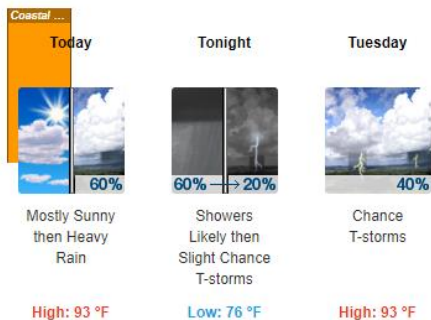 Coastal ...
Today
Tonight
Tuesday
60%
60% → 20%
40%
Mostly Sunny
then Heavy
Rain
Showers
Likely then
Slight Chance
T-storms
Chance
T-storms
High: 93 °F
Low: 76 °F
High: 93 °F